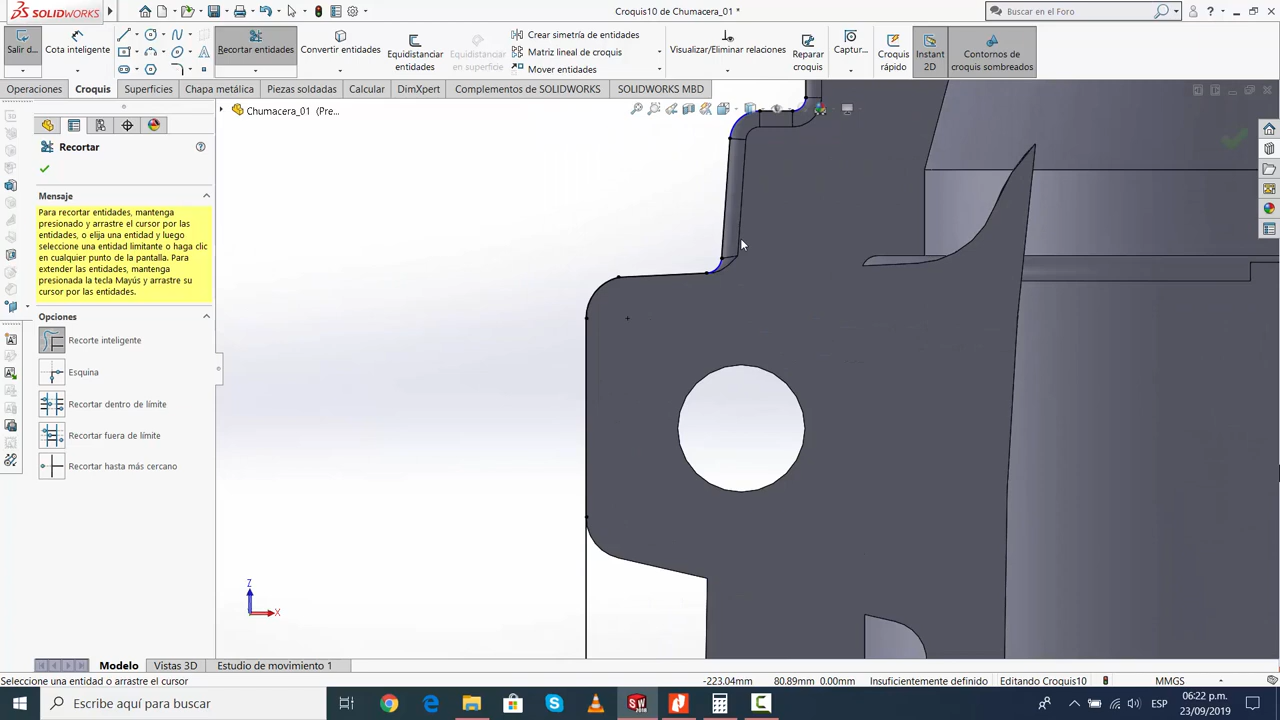 SOLIDWORKS
Croquis10 de Chumacera_01 *
Buscar en el Foro
Salir d...
Cota inteligente
Recortar entidades
Convertir entidades
Equidistanciar entidades
Equidistanciar en superficie
Crear simetría de entidades
Matriz lineal de croquis
Mover entidades
Visualizar/Eliminar relaciones
Reparar croquis
Captur...
Croquis rápido
Instant 2D
Contornos de croquis sombreados
Operaciones
Croquis
Superficies
Chapa metálica
Piezas soldadas
Calcular
DimXpert
Complementos de SOLIDWORKS
SOLIDWORKS MBD
Chumacera_01 (Pre...
Recortar
Mensaje
Para recortar entidades, mantenga
presionado y arrastre el cursor por las
entidades, o elija una entidad y luego
seleccione una entidad limitante o haga clic
en cualquier punto de la pantalla. Para
extender las entidades, mantenga
presionada la tecla Mayús y arrastre su
cursor por las entidades.
Opciones
Recorte inteligente
Esquina
Recortar dentro de límite
Recortar fuera de límite
Recortar hasta más cercano
Z
X
Modelo
Vistas 3D
Estudio de movimiento 1
Seleccione una entidad o arrastre el cursor
-223.04mm
80.89mm
0.00mm
Insuficientemente definido
Editando Croquis10
MMGS
Escribe aquí para buscar
SW
2018
ESP
06:22 p.m.
23/09/2019